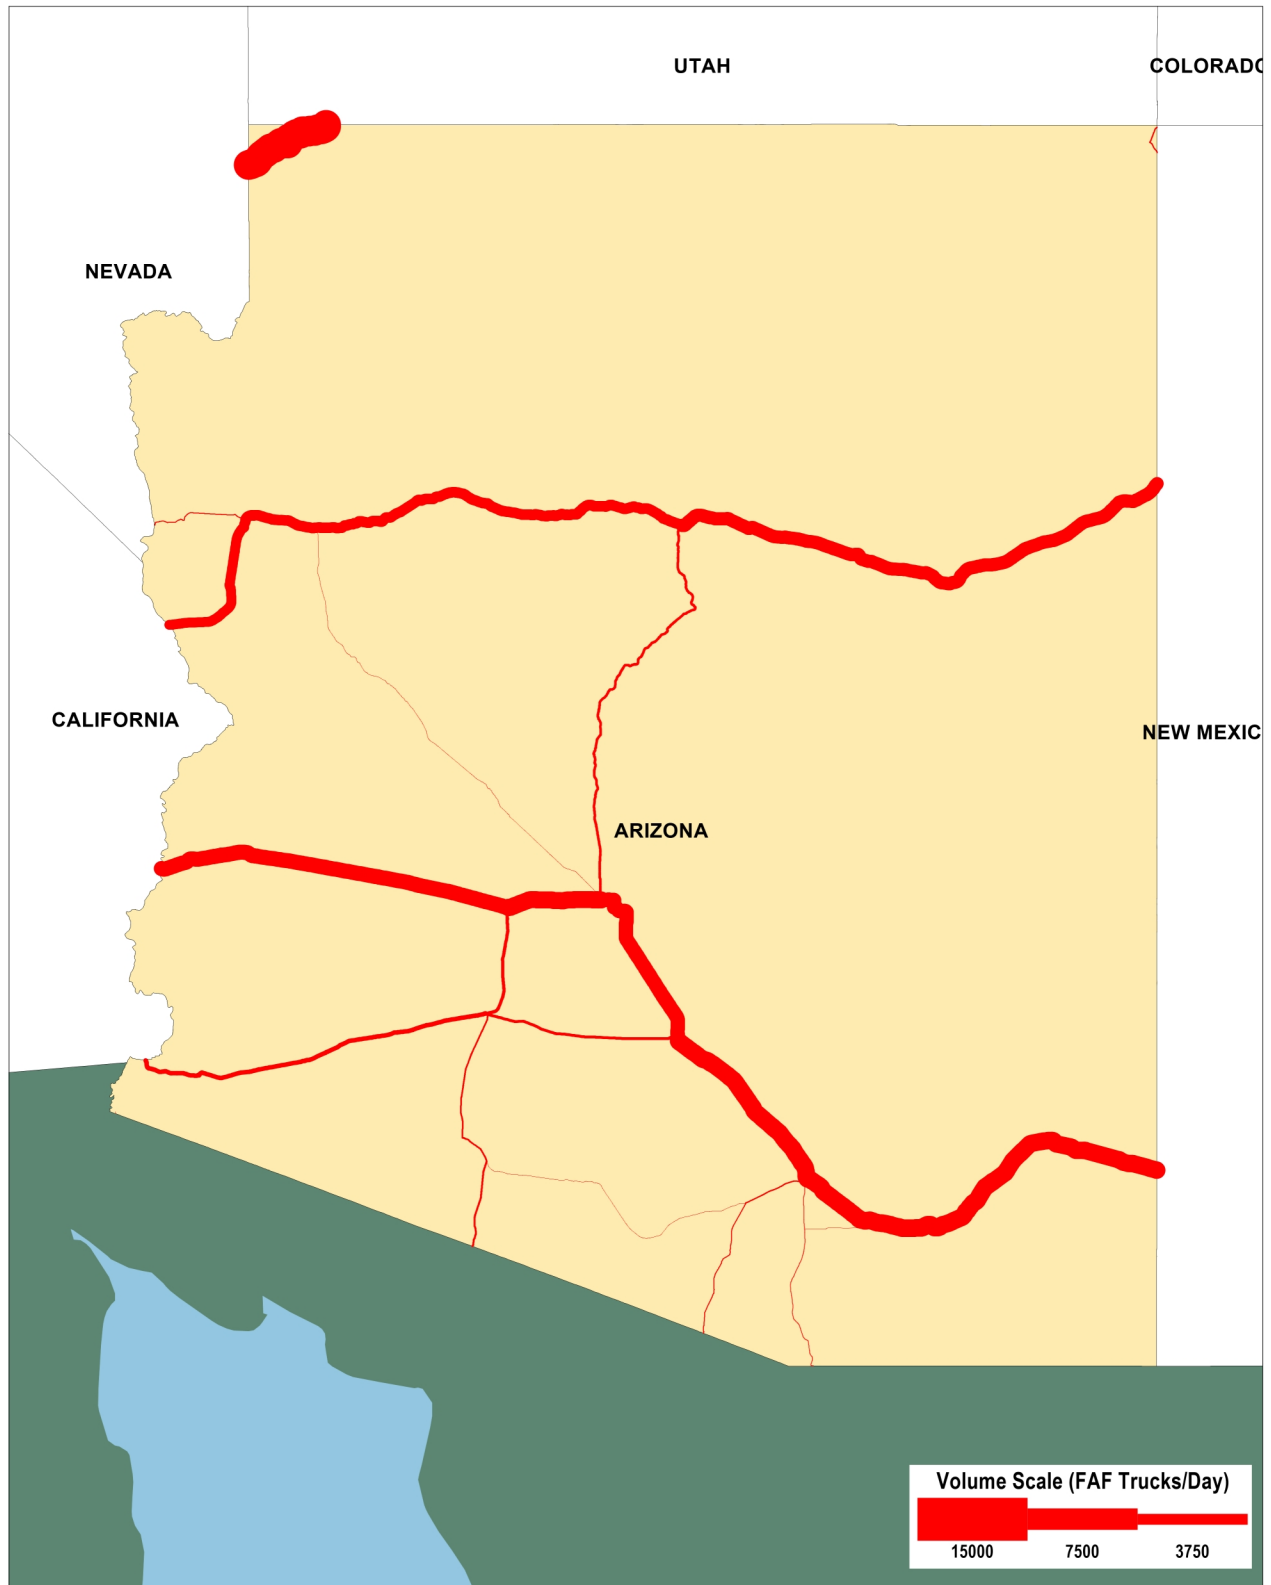 UTAH
COLORADO
NEVADA
CALIFORNIA
NEW MEXIC
ARIZONA
Volume Scale (FAF Trucks/Day)
15000 7500 3750